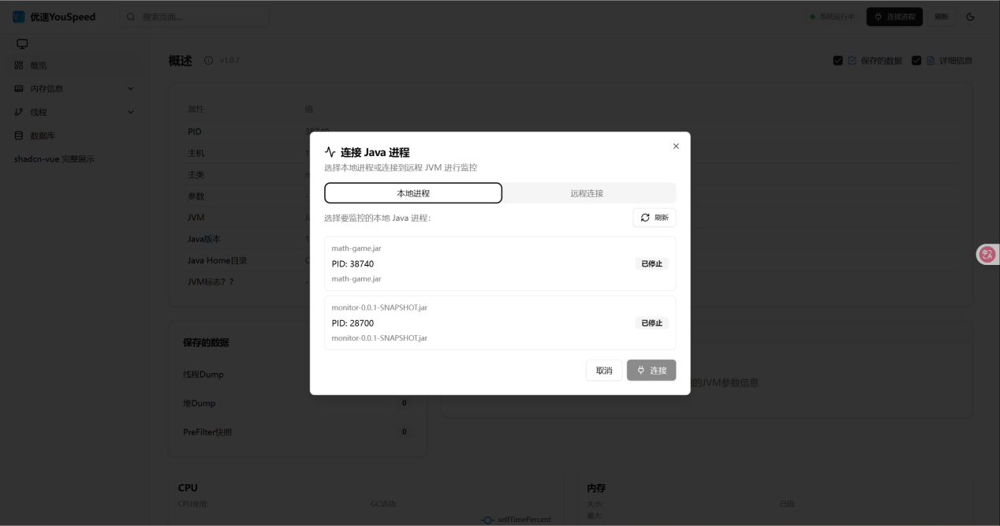 优速YouSpeed
搜索页面...
系统运行中
连接进程
刷新
概览
内存信息
线程
数据库
shadcn-vue 完整展示
概述
v1.0.7
保存的数据
详细信息
属性
值
PID
38740
主机
主类
参数
JVM
Java版本
Java Home目录
JVM标志？？
连接 Java 进程
选择本地进程或连接到远程 JVM 进行监控
本地进程
远程连接
选择要监控的本地 Java 进程:
刷新
math-game.jar
PID: 38740
已停止
math-game.jar
monitor-0.0.1-SNAPSHOT.jar
PID: 28700
已停止
monitor-0.0.1-SNAPSHOT.jar
取消
连接
保存的数据
线程Dump
堆Dump
0
PreFilter快照
0
的JVM参数信息
CPU
CPU使用:
GC活动:
selfTimePercent
内存
大小:
已用:
最大: